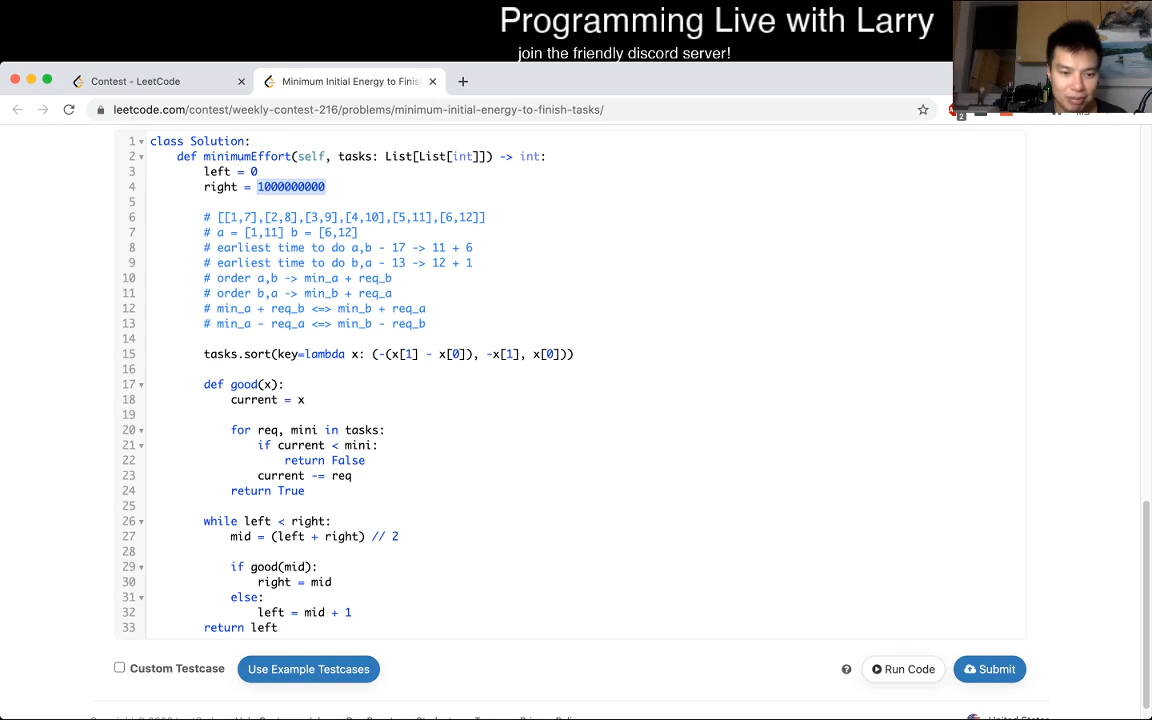 Programming Live with Larry
join the friendly discord server!
Contest - LeetCode
Minimum Initial Energy to Finis
leetcode.com/contest/weekly-contest-216/problems/minimum-initial-energy-to-finish-tasks/
2
1 class Solution:
2 def minimumEffort(self, tasks: List[List[int]]) -> int:
3 left = 0
4 right = 1000000000
5
6 # [[1,7],[2,8],[3,9],[4,10],[5,11],[6,12]]
7 # a = [1,11] b = [6,12]
8 # earliest time to do a,b - 17 -> 11 + 6
9 # earliest time to do b,a - 13 -> 12 + 1
10 # order a,b -> min_a + req_b
11 # order b,a -> min_b + req_a
12 # min_a + req_b <=> min_b + req_a
13 # min_a - req_a <=> min_b - req_b
14
15 tasks.sort(key=lambda x: (-(x[1] - x[0]), -x[1], x[0]))
16
17 def good(x):
18 current = x
19
20 for req, mini in tasks:
21 if current < mini:
22 return False
23 current -= req
24 return True
25
26 while left < right:
27 mid = (left + right) // 2
28
29 if good(mid):
30 right = mid
31 else:
32 left = mid + 1
33 return left
Custom Testcase
Use Example Testcases
? Run Code
Submit